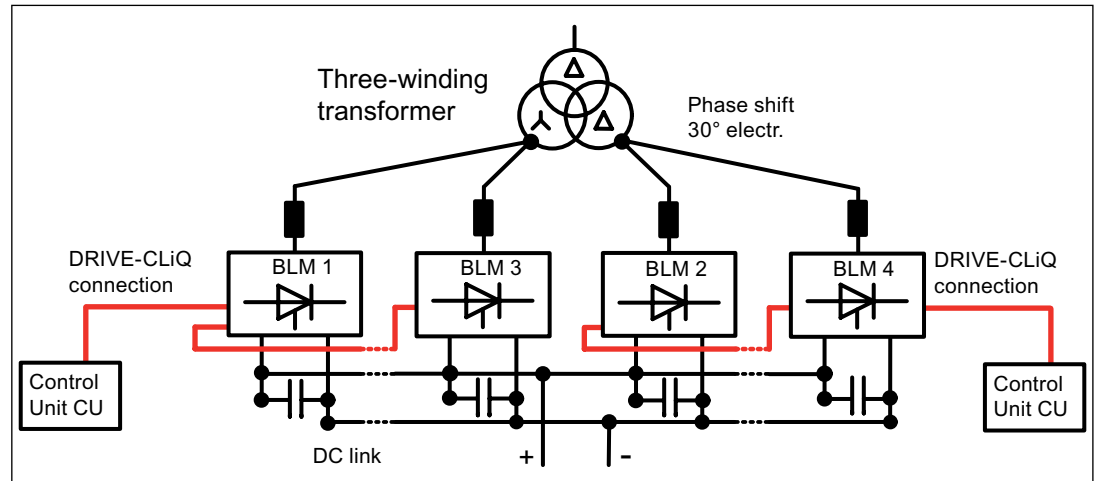 Three-winding
transformer
Phase shift
30° electr.
DRIVE-CLiQ
connection
BLM 1
BLM 3
BLM 2
BLM 4
DRIVE-CLiQ
connection
Control
Unit CU
Control
Unit CU
DC link
+
-